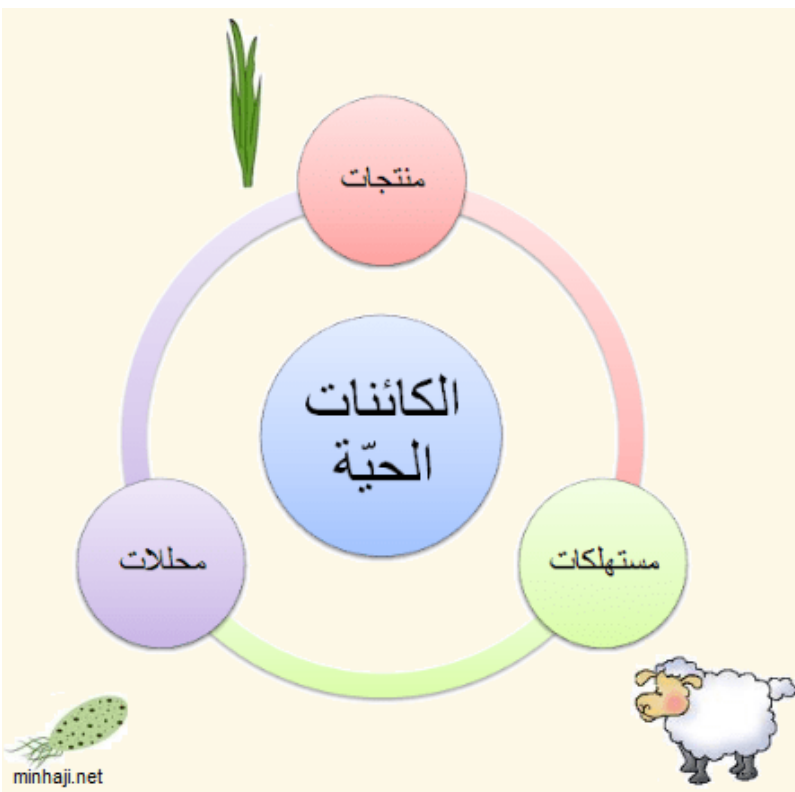 منتجات
الكائنات
الحيّة
مستهلكات
محللات
minhaji.net